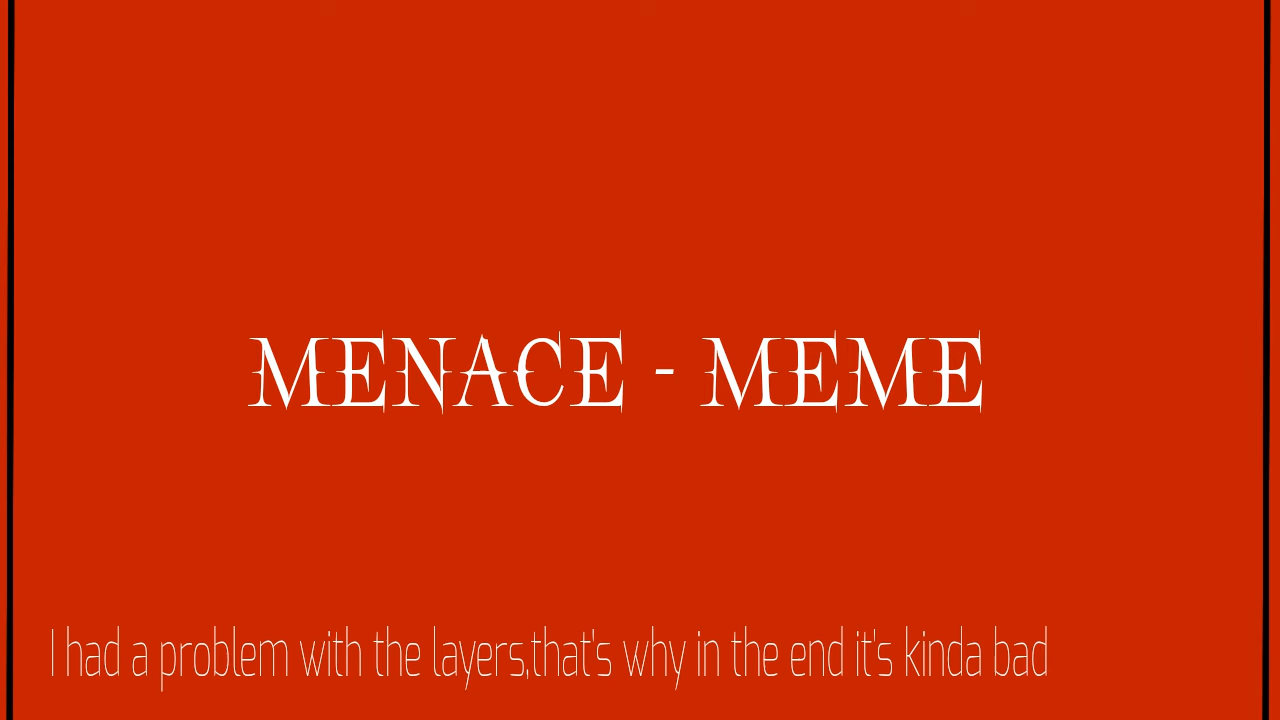 MENACE - MEME
I had a problem with the layers,that's why in the end it's kinda bad